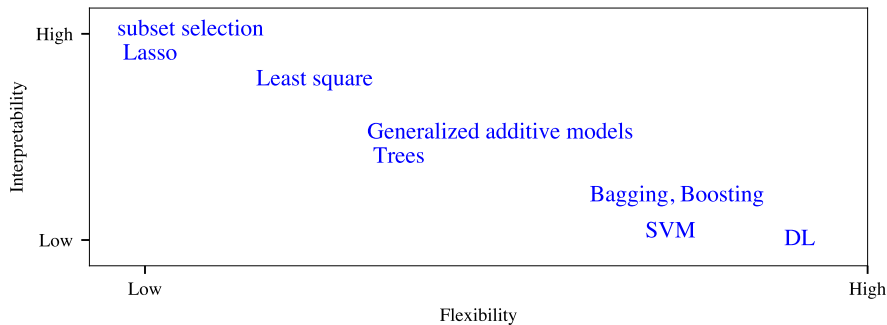 High
subset selection
Lasso
Least square
Generalized additive models
Trees
Bagging, Boosting
SVM
DL
Low
Interpretability
Low
High
Flexibility